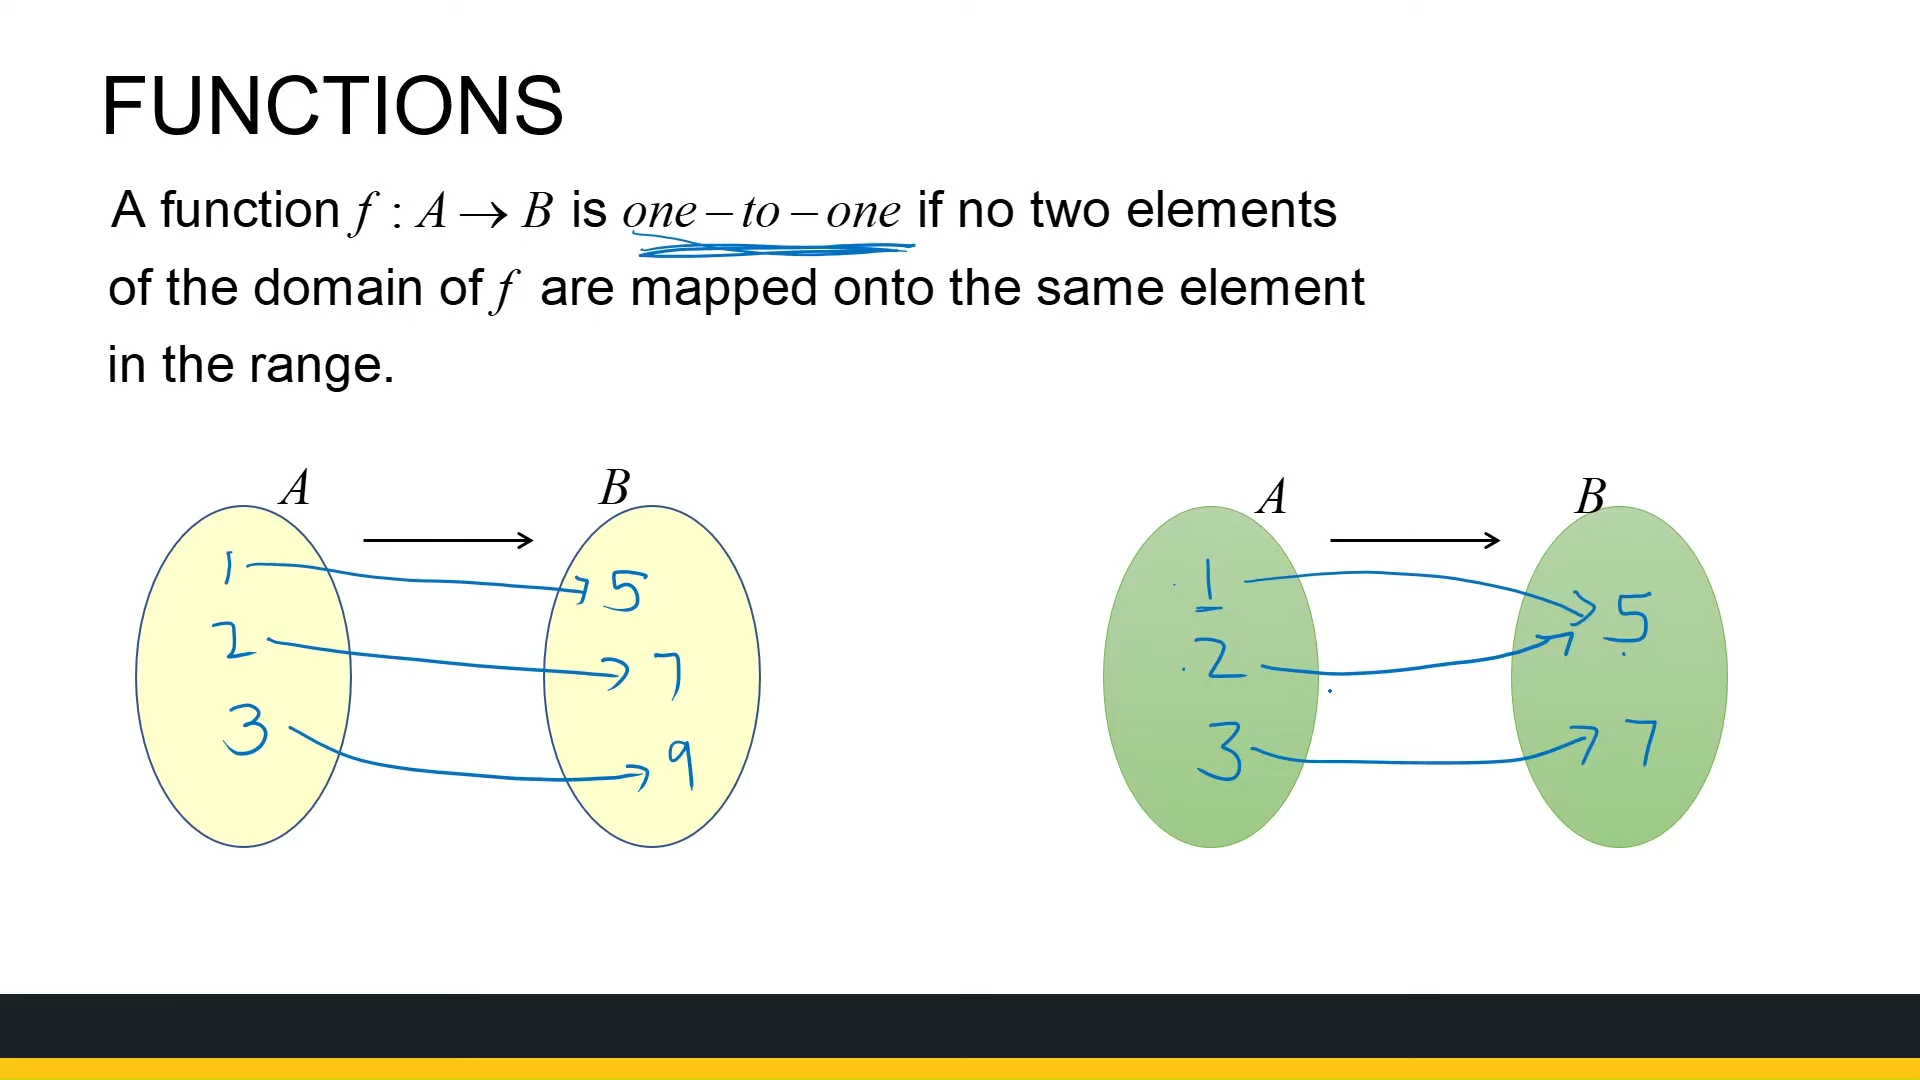 FUNCTIONS
A function f : A → B is one – to – one if no two elements
of the domain of f are mapped onto the same element
in the range.
A B
1 5
2 7
3 9
A B
1 5
2
3 7